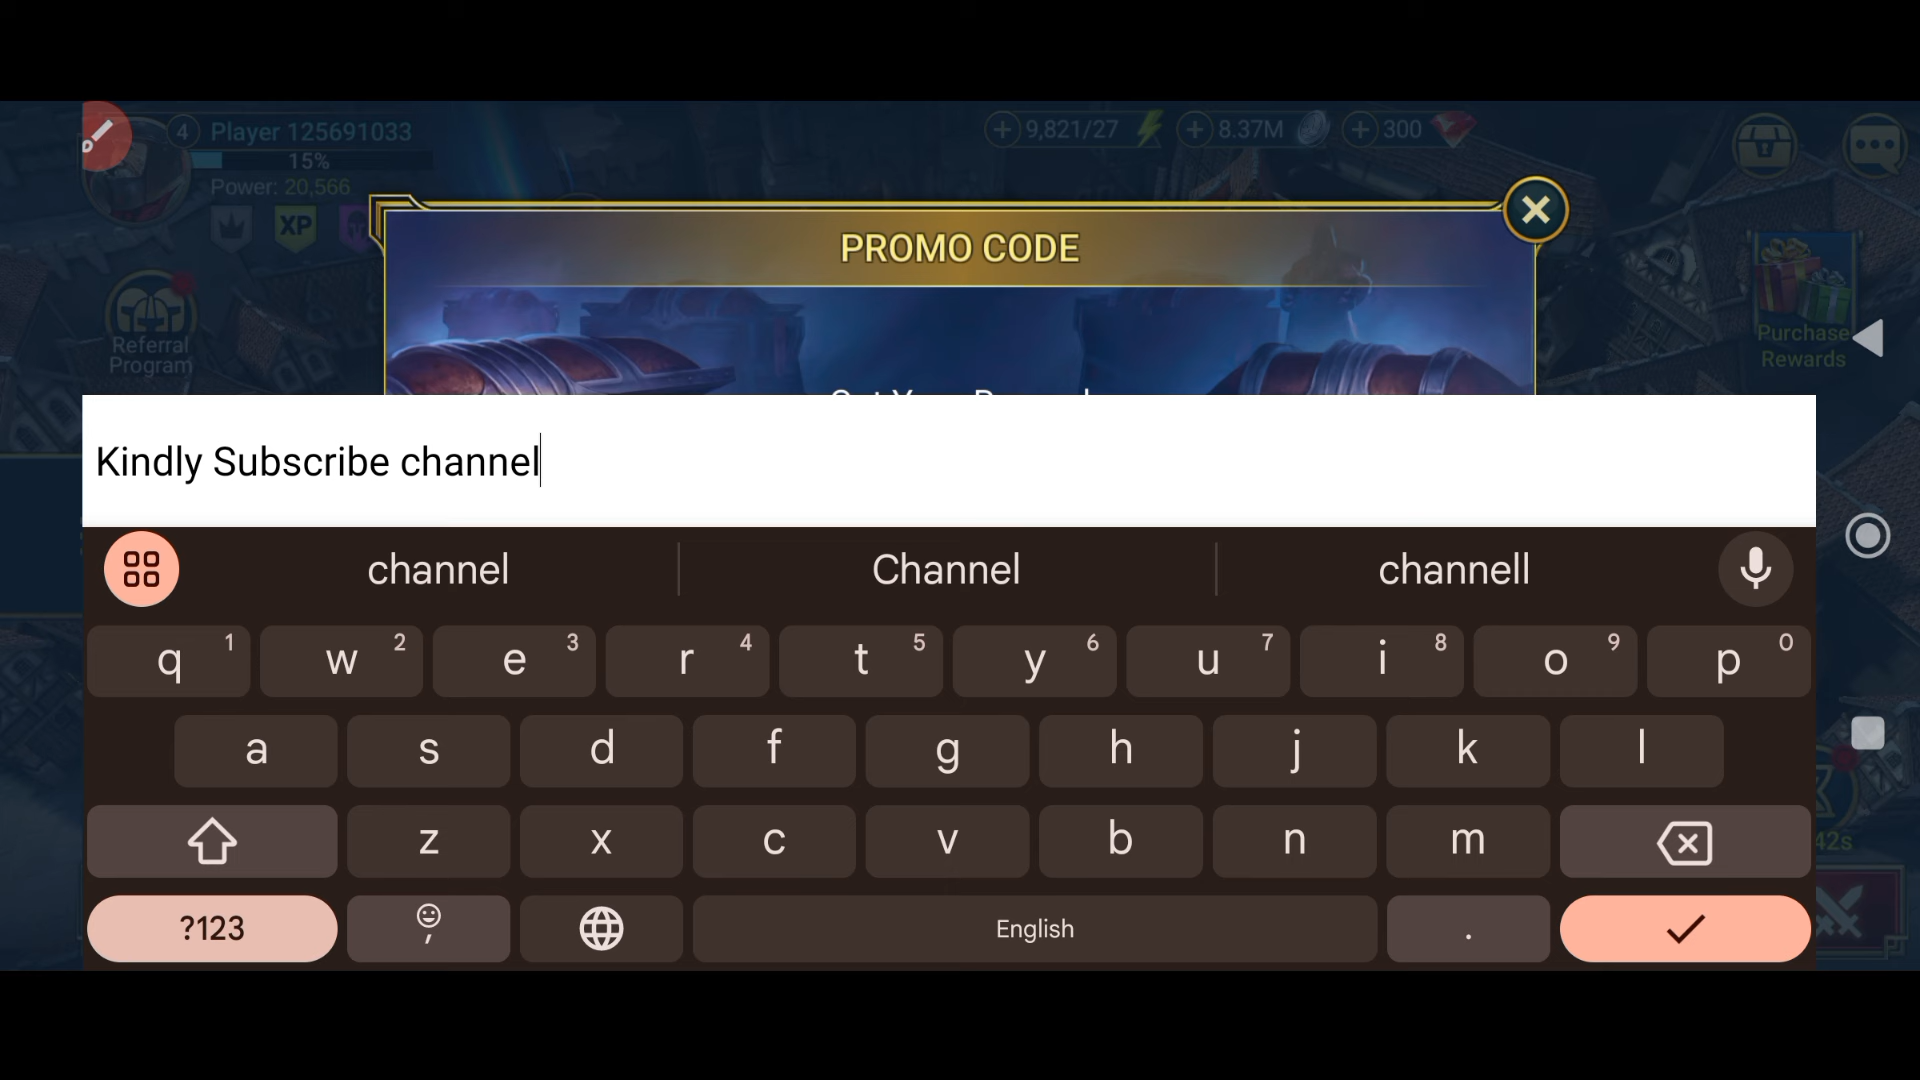 4 Player 125691033
15%
Power: 20,566
XP
9,821/27
8.37M
300
PROMO CODE
Referral
Program
Purchase
Rewards
Kindly Subscribe channel
channel
Channel
channell
q 1 w 2 e 3 r 4 t 5 y 6 u 7 i 8 o 9 p 0
a s d f g h j k l
z x c v b n m
42s
?123 , English .